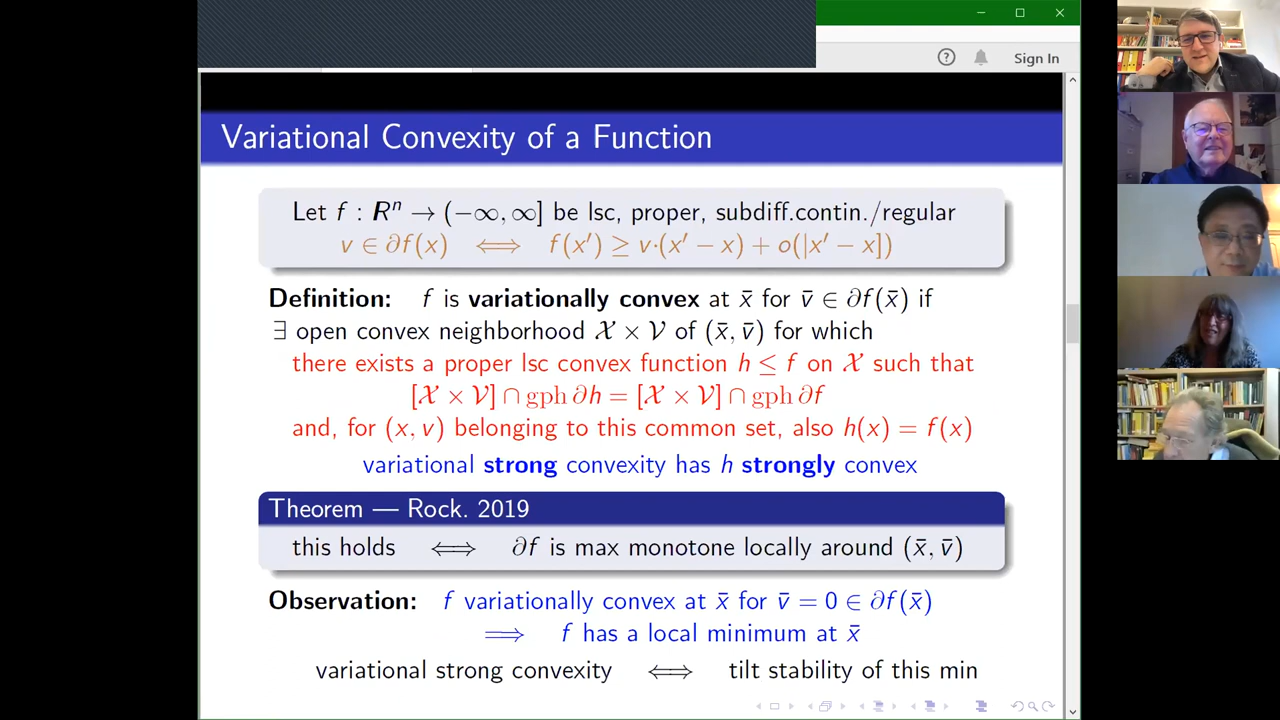 Sign In
Variational Convexity of a Function
Let f : Rⁿ → (−∞, ∞] be lsc, proper, subdiff.contin./regular
v ∈ ∂f(x) ⟺ f(x′) ≥ v·(x′ − x) + o(|x′ − x])
Definition: f is variationally convex at x̄ for v̄ ∈ ∂f(x̄) if
∃ open convex neighborhood 𝒳 × 𝒱 of (x̄, v̄) for which
there exists a proper lsc convex function h ≤ f on 𝒳 such that
[𝒳 × 𝒱] ∩ gph ∂h = [𝒳 × 𝒱] ∩ gph ∂f
and, for (x, v) belonging to this common set, also h(x) = f(x)
variational strong convexity has h strongly convex
Theorem — Rock. 2019
this holds ⟺ ∂f is max monotone locally around (x̄, v̄)
Observation: f variationally convex at x̄ for v̄ = 0 ∈ ∂f(x̄)
⟹ f has a local minimum at x̄
variational strong convexity ⟺ tilt stability of this min